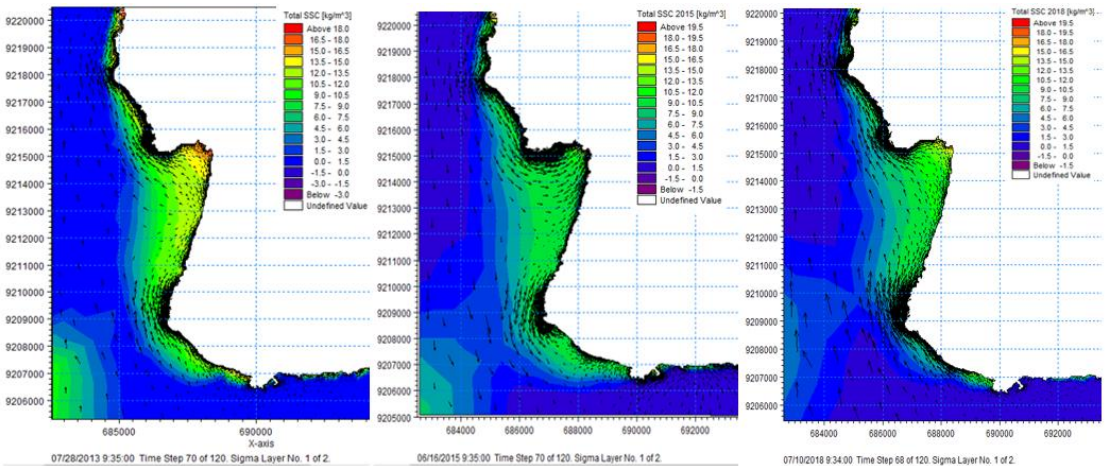 Total SSC [kg/m^3]
Above 18.0
16.5 - 18.0
15.0 - 16.5
13.5 - 15.0
12.0 - 13.5
10.5 - 12.0
9.0 - 10.5
7.5 - 9.0
6.0 - 7.5
4.5 - 6.0
3.0 - 4.5
1.5 - 3.0
0.0 - 1.5
-1.5 - 0.0
-3.0 - -1.5
Below -3.0
Undefined Value
9220000
9219000
9218000
9217000
9216000
9215000
9214000
9213000
9212000
9211000
9210000
9209000
9208000
9207000
9206000
685000
690000
X-axis
07/28/2013 9:35:00 Time Step 70 of 120. Sigma Layer No. 1 of 2.
Total SSC 2015 [kg/m^3]
Above 19.5
18.0 - 19.5
16.5 - 18.0
15.0 - 16.5
13.5 - 15.0
12.0 - 13.5
10.5 - 12.0
9.0 - 10.5
7.5 - 9.0
6.0 - 7.5
4.5 - 6.0
3.0 - 4.5
1.5 - 3.0
0.0 - 1.5
-1.5 - 0.0
Below -1.5
Undefined Value
9220000
9219000
9218000
9217000
9216000
9215000
9214000
9213000
9212000
9211000
9210000
9209000
9208000
9207000
9206000
9205000
684000
686000
688000
690000
692000
06/16/2015 9:35:00 Time Step 70 of 120. Sigma Layer No. 1 of 2.
Total SSC 2018 [kg/m^3]
Above 19.5
18.0 - 19.5
16.5 - 18.0
15.0 - 16.5
13.5 - 15.0
12.0 - 13.5
10.5 - 12.0
9.0 - 10.5
7.5 - 9.0
6.0 - 7.5
4.5 - 6.0
3.0 - 4.5
1.5 - 3.0
0.0 - 1.5
-1.5 - 0.0
Below -1.5
Undefined Value
9220000
9219000
9218000
9217000
9216000
9215000
9214000
9213000
9212000
9211000
9210000
9209000
9208000
9207000
9206000
684000
686000
688000
690000
692000
07/10/2018 9:34:00 Time Step 68 of 120. Sigma Layer No. 1 of 2.